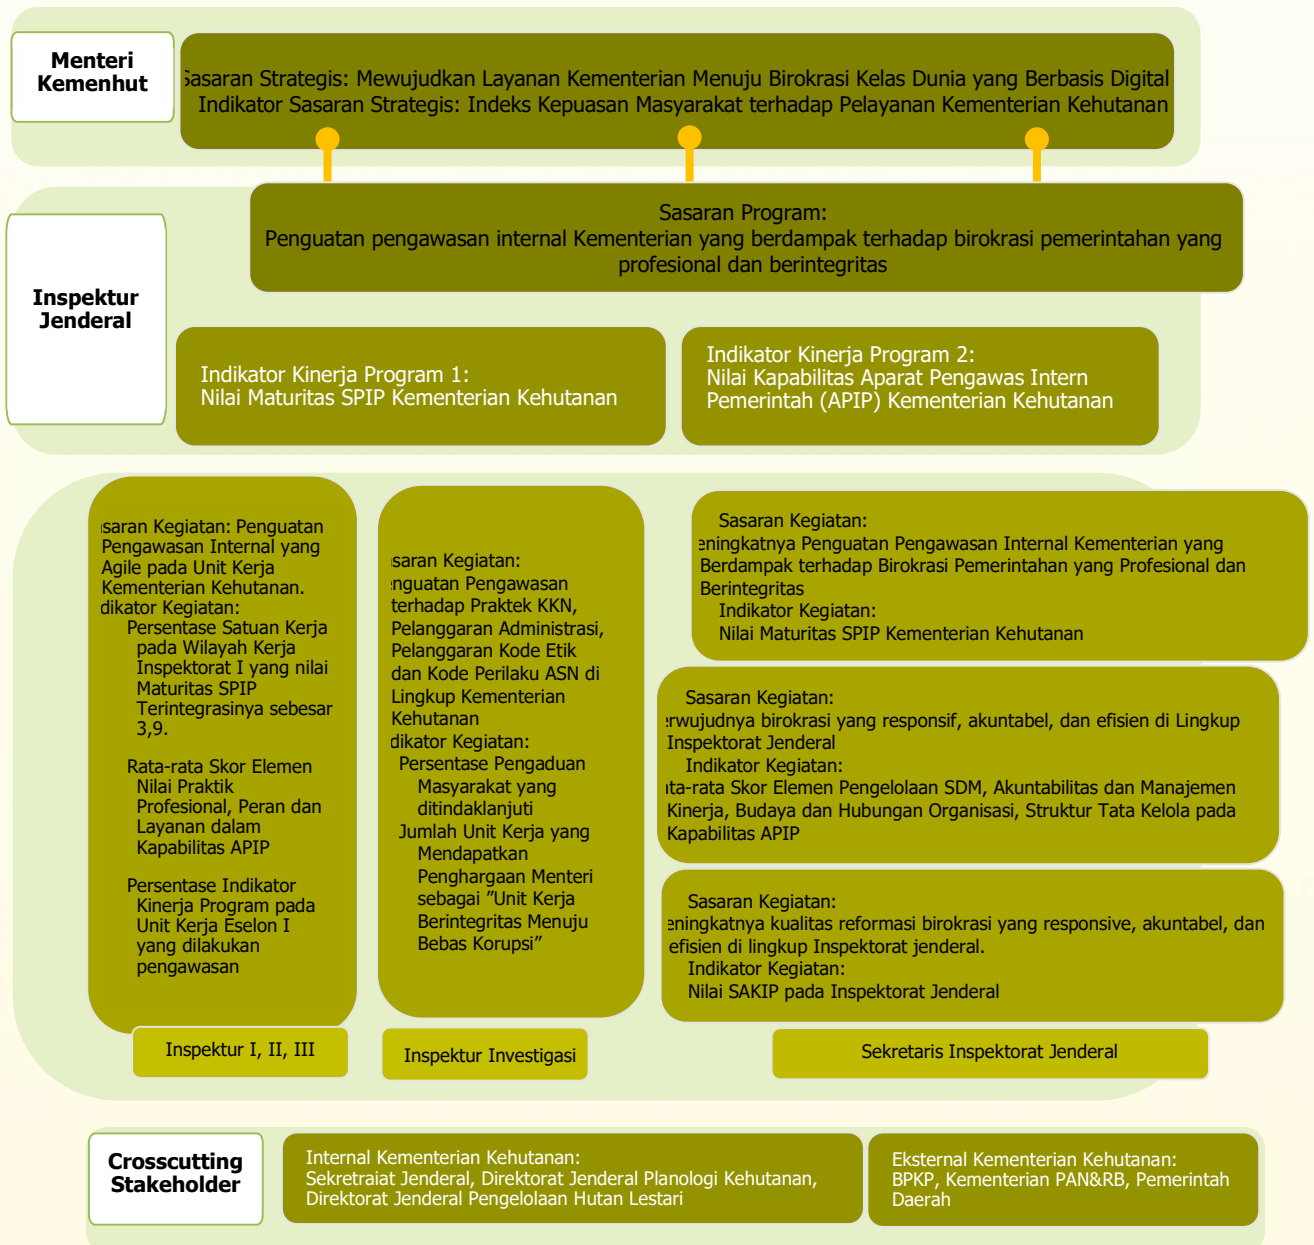 Menteri
Kemenhut
Sasaran Strategis: Mewujudkan Layanan Kementerian Menuju Birokrasi Kelas Dunia yang Berbasis Digital
Indikator Sasaran Strategis: Indeks Kepuasan Masyarakat terhadap Pelayanan Kementerian Kehutanan
Inspektur
Jenderal
Sasaran Program:
Penguatan pengawasan internal Kementerian yang berdampak terhadap birokrasi pemerintahan yang
profesional dan berintegritas
Indikator Kinerja Program 1:
Nilai Maturitas SPIP Kementerian Kehutanan
Indikator Kinerja Program 2:
Nilai Kapabilitas Aparat Pengawas Intern
Pemerintah (APIP) Kementerian Kehutanan
asaran Kegiatan: Penguatan
Pengawasan Internal yang
Agile pada Unit Kerja
Kementerian Kehutanan.
dikator Kegiatan:
Persentase Satuan Kerja
pada Wilayah Kerja
Inspektorat I yang nilai
Maturitas SPIP
Terintegrasinya sebesar
3,9.
Rata-rata Skor Elemen
Nilai Praktik
Profesional, Peran dan
Layanan dalam
Kapabilitas APIP
Persentase Indikator
Kinerja Program pada
Unit Kerja Eselon I
yang dilakukan
pengawasan
Inspektur I, II, III
asaran Kegiatan:
enguatan Pengawasan
terhadap Praktek KKN,
Pelanggaran Administrasi,
Pelanggaran Kode Etik
dan Kode Perilaku ASN di
Lingkup Kementerian
Kehutanan
dikator Kegiatan:
Persentase Pengaduan
Masyarakat yang
ditindaklanjuti
Jumlah Unit Kerja yang
Mendapatkan
Penghargaan Menteri
sebagai ”Unit Kerja
Berintegritas Menuju
Bebas Korupsi”
Inspektur Investigasi
Sasaran Kegiatan:
eningkatnya Penguatan Pengawasan Internal Kementerian yang
Berdampak terhadap Birokrasi Pemerintahan yang Profesional dan
Berintegritas
Indikator Kegiatan:
Nilai Maturitas SPIP Kementerian Kehutanan
Sasaran Kegiatan:
erwujudnya birokrasi yang responsif, akuntabel, dan efisien di Lingkup
Inspektorat Jenderal
Indikator Kegiatan:
ata-rata Skor Elemen Pengelolaan SDM, Akuntabilitas dan Manajemen
Kinerja, Budaya dan Hubungan Organisasi, Struktur Tata Kelola pada
Kapabilitas APIP
Sasaran Kegiatan:
eningkatnya kualitas reformasi birokrasi yang responsive, akuntabel, dan
efisien di lingkup Inspektorat jenderal.
Indikator Kegiatan:
Nilai SAKIP pada Inspektorat Jenderal
Sekretaris Inspektorat Jenderal
Crosscutting
Stakeholder
Internal Kementerian Kehutanan:
Sekretraiat Jenderal, Direktorat Jenderal Planologi Kehutanan,
Direktorat Jenderal Pengelolaan Hutan Lestari
Eksternal Kementerian Kehutanan:
BPKP, Kementerian PAN&RB, Pemerintah
Daerah